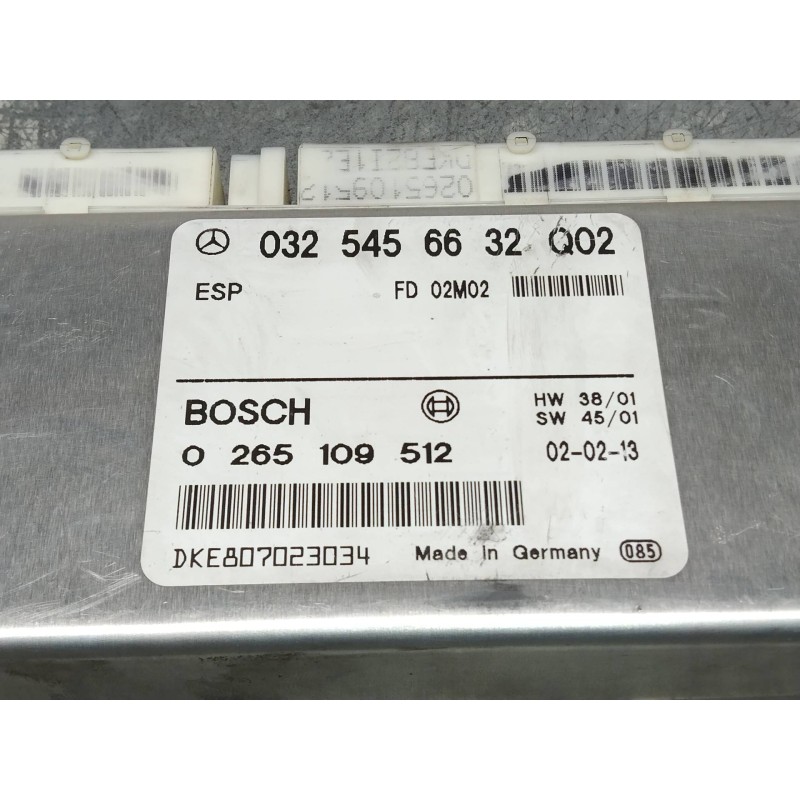 DKE82I1E
0265109512
032 545 66 32 Q02
ESP FD 02M02
BOSCH HW 38/01
SW 45/01
0 265 109 512 02-02-13
DKE807023034 Made in Germany 085